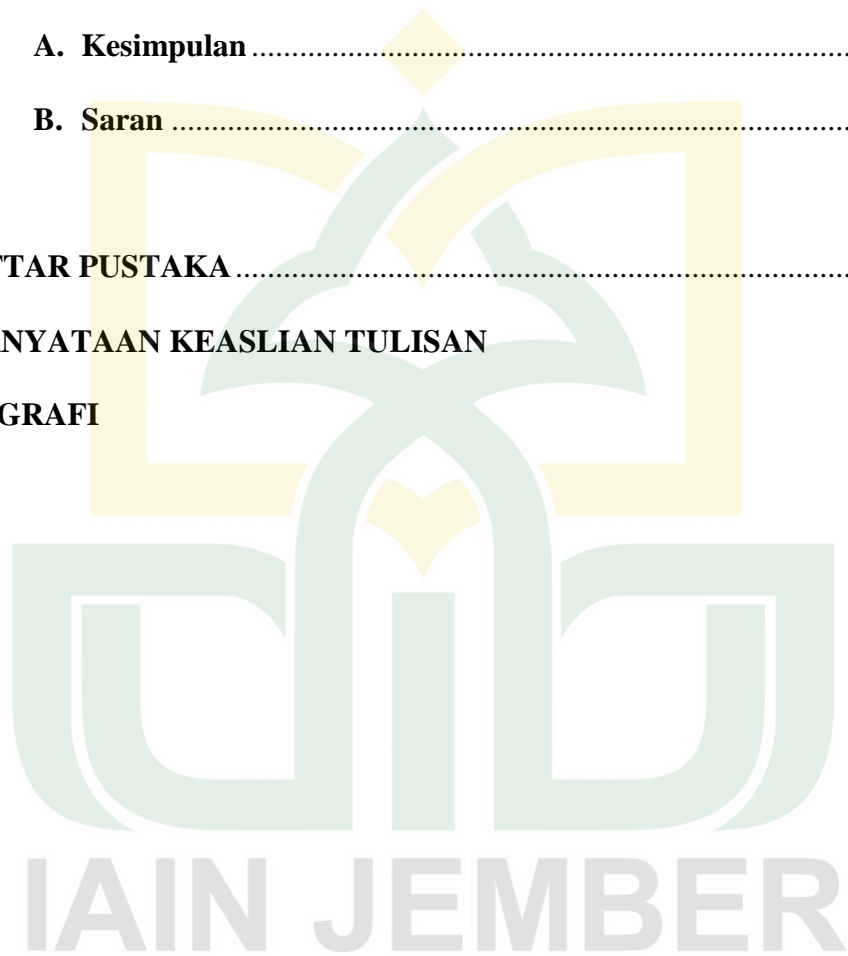 A. Kesimpulan ................................................................................
B. Saran ..........................................................................................
TAR PUSTAKA ..................................................................................
NYATAAN KEASLIAN TULISAN
GRAFI
IAIN JEMBER